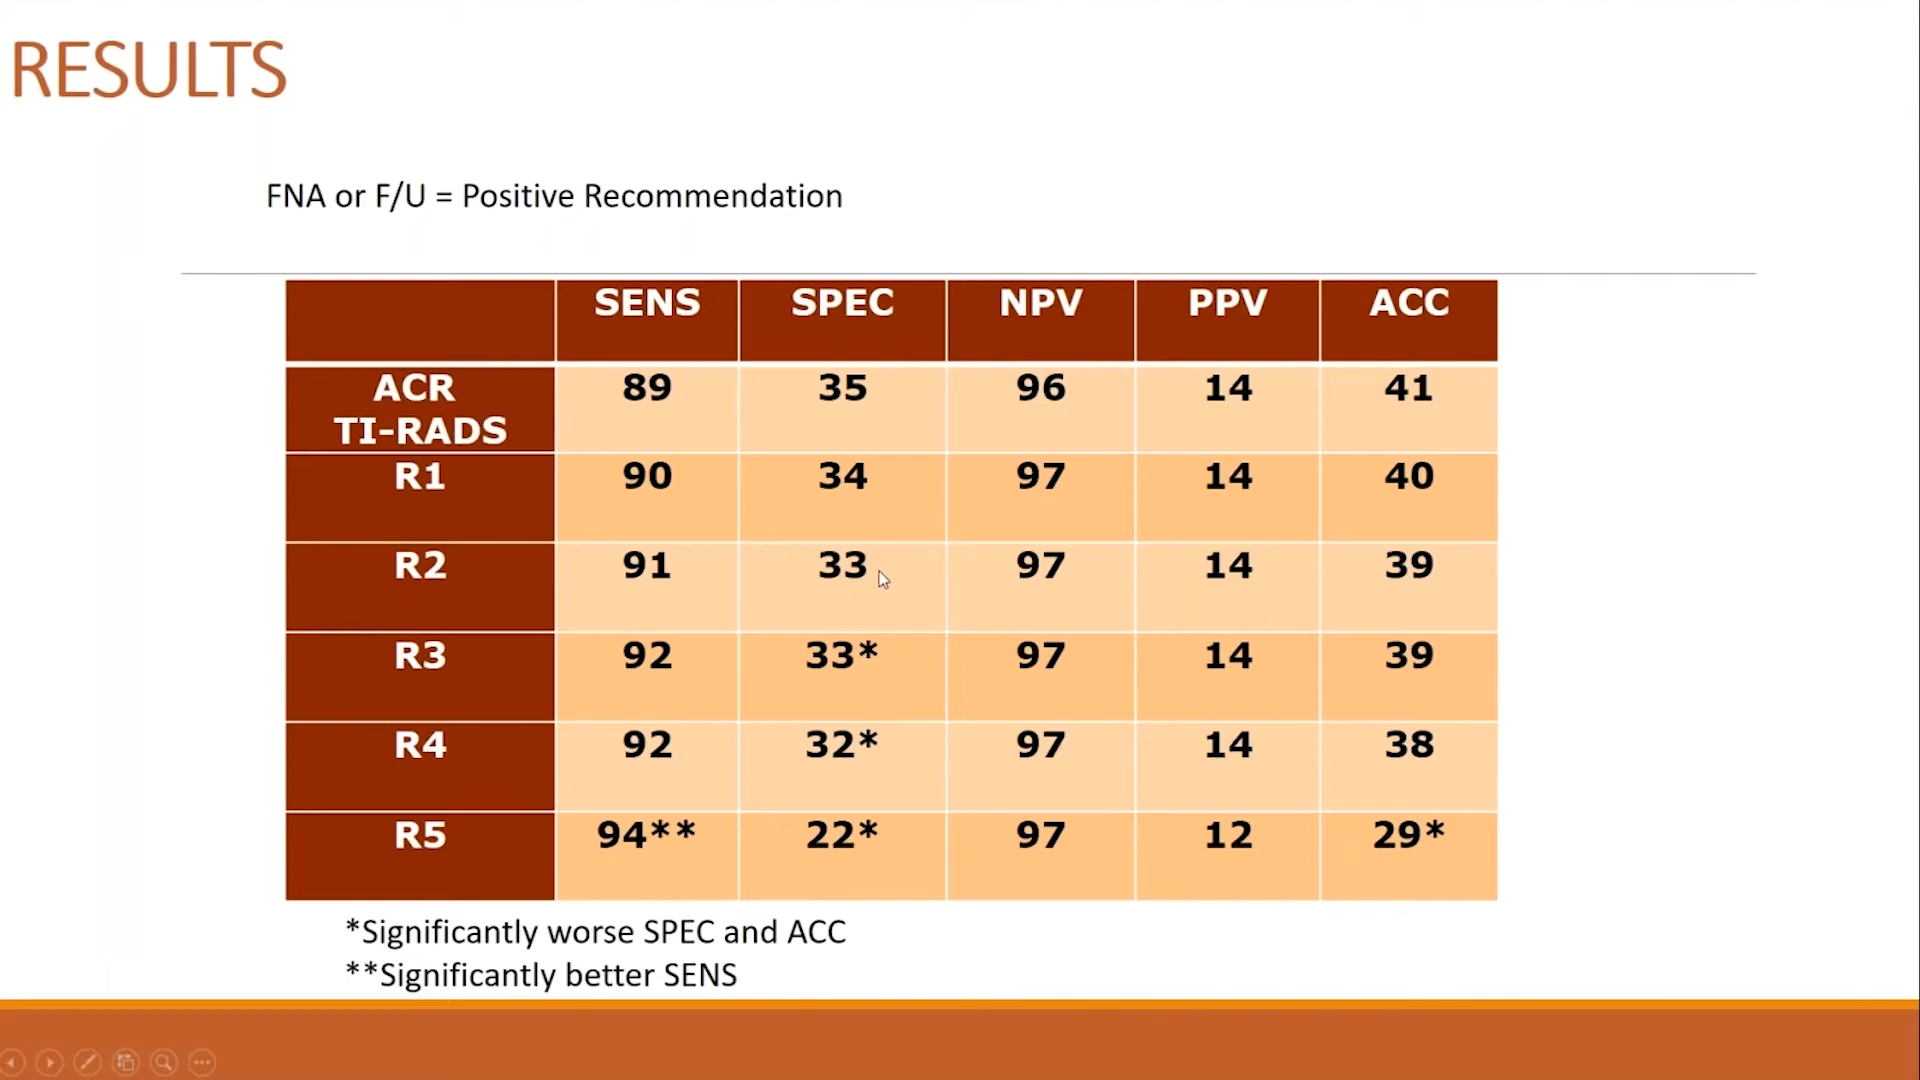 RESULTS
FNA or F/U = Positive Recommendation
SENS SPEC NPV PPV ACC
ACR
TI-RADS 89 35 96 14 41
R1 90 34 97 14 40
R2 91 33 97 14 39
R3 92 33* 97 14 39
R4 92 32* 97 14 38
R5 94** 22* 97 12 29*
*Significantly worse SPEC and ACC
**Significantly better SENS